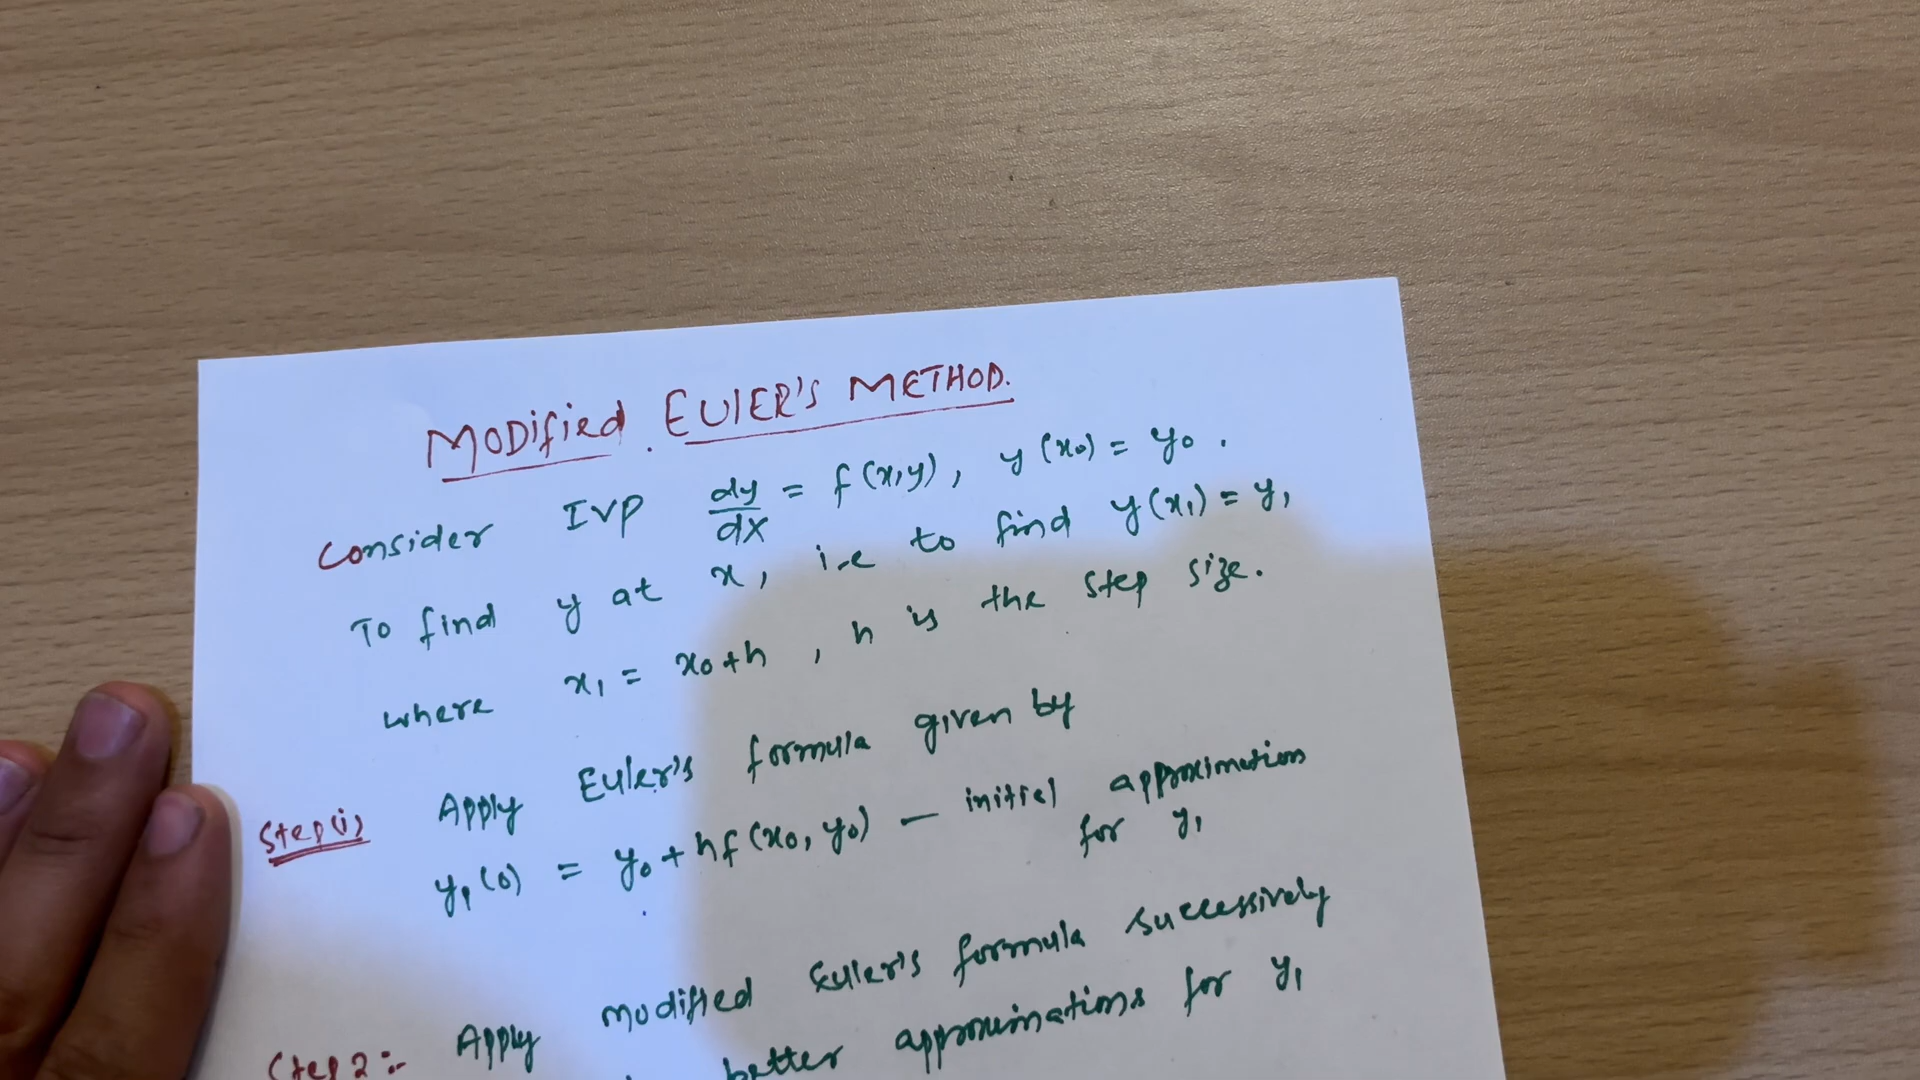 MODified EULER'S METHOD.
Consider IVP dy/dx = f(x,y), y(x₀) = y₀.
To find y at x, i.e to find y(x₁) = y₁
where x₁ = x₀+h, h is the step size.
Step(i) Apply Euler's formula given by
y₁(0) = y₀ + hf(x₀, y₀) — initial approximation
for y₁
Step 2:- Apply modified Euler's formula successively
better approximations for y₁